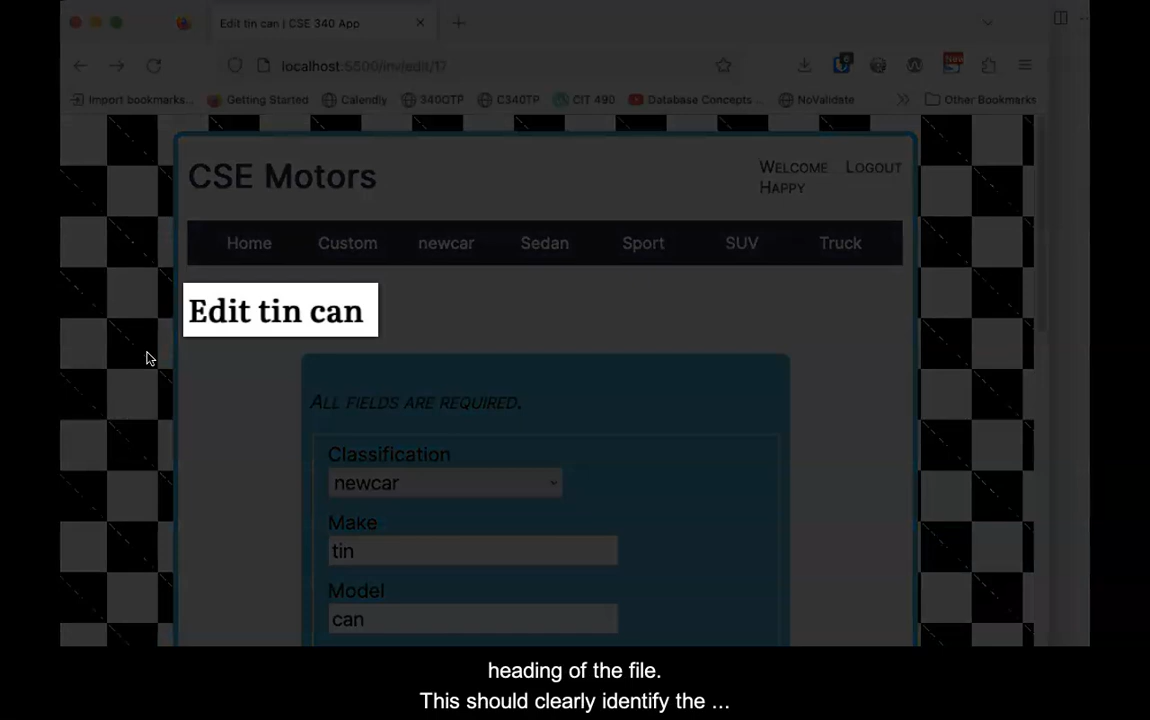 Edit tin can | CSE 340 App
localhost:5500/inv/edit/17
Import bookmarks... Getting Started Calendly 340GTP C340TP CIT 490 Database Concepts ... NoValidate Other Bookmarks
CSE Motors
WELCOME LOGOUT
HAPPY
Home Custom newcar Sedan Sport SUV Truck
Edit tin can
ALL FIELDS ARE REQUIRED.
Classification
newcar
Make
tin
Model
can
heading of the file.
This should clearly identify the ...